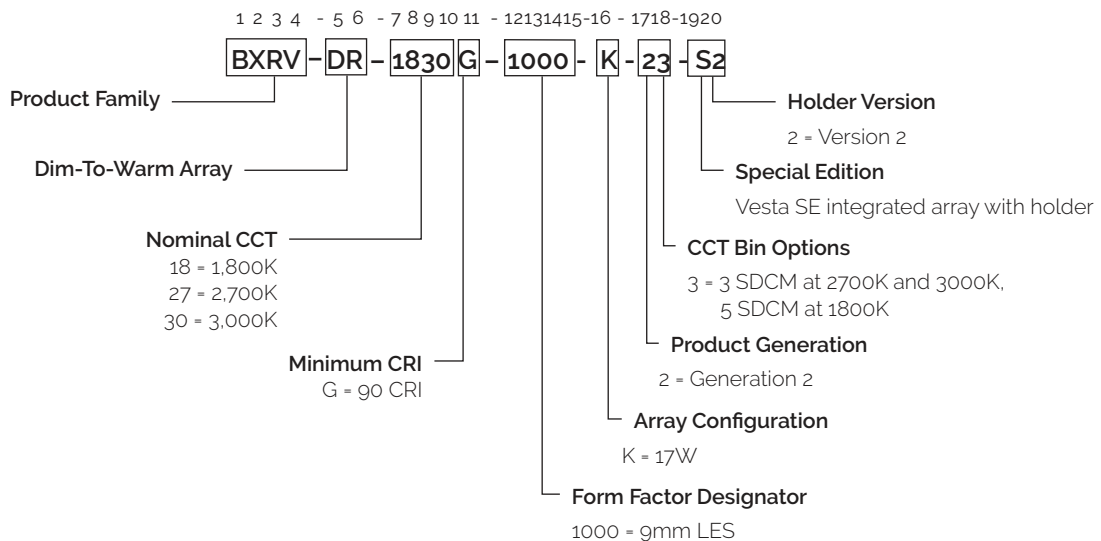 1 2 3 4 - 5 6 - 7 8 9 10 11 - 12131415-16 - 1718-1920
BXRV-DR-1830G-1000-K-23-S2
Product Family
Holder Version
2 = Version 2
Dim-To-Warm Array
Special Edition
Vesta SE integrated array with holder
Nominal CCT
18 = 1,800K
27 = 2,700K
30 = 3,000K
CCT Bin Options
3 = 3 SDCM at 2700K and 3000K,
5 SDCM at 1800K
Minimum CRI
G = 90 CRI
Product Generation
2 = Generation 2
Array Configuration
K = 17W
Form Factor Designator
1000 = 9mm LES